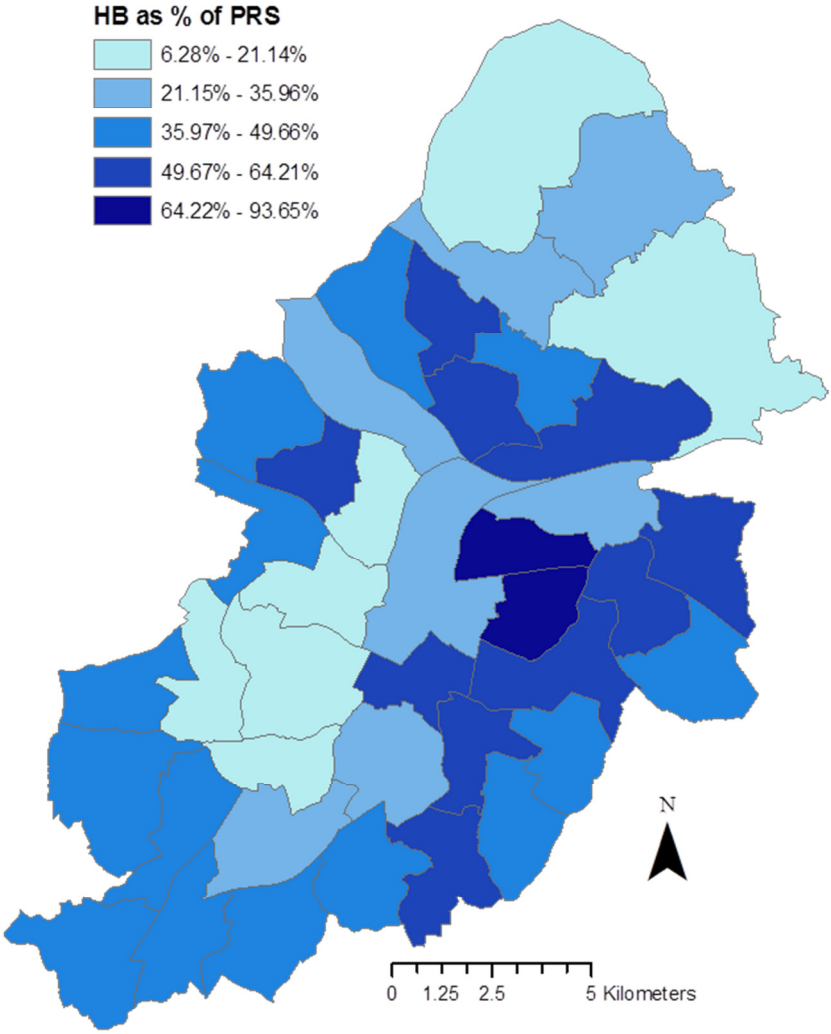 HB as % of PRS
6.28% - 21.14%
21.15% - 35.96%
35.97% - 49.66%
49.67% - 64.21%
64.22% - 93.65%
N
0 1.25 2.5 5 Kilometers